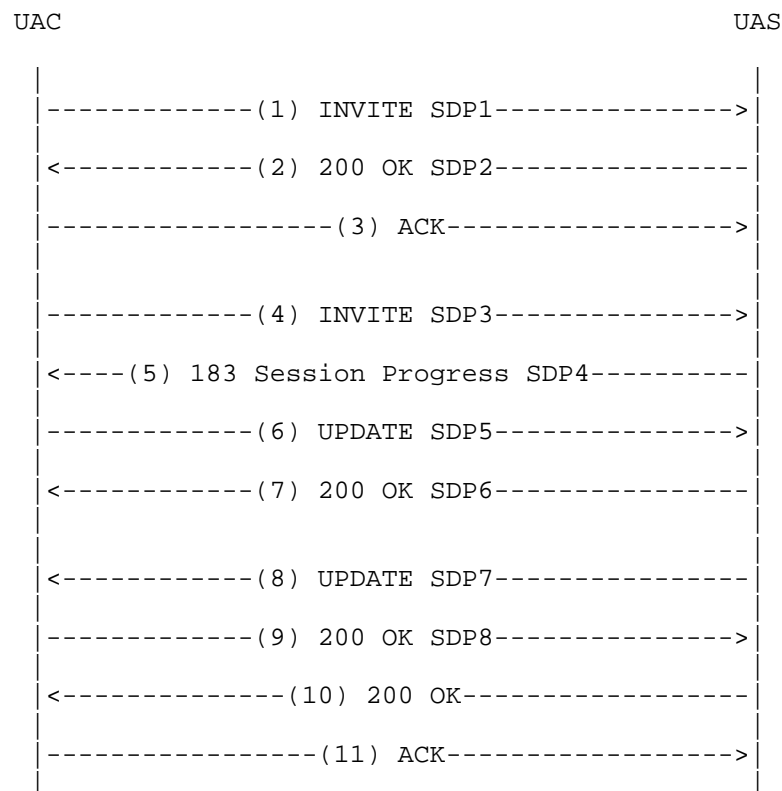 UAC UAS
-------------(1) INVITE SDP1--------------->
<------------(2) 200 OK SDP2----------------
------------------(3) ACK------------------>
-------------(4) INVITE SDP3--------------->
<----(5) 183 Session Progress SDP4----------
-------------(6) UPDATE SDP5--------------->
<------------(7) 200 OK SDP6----------------
<------------(8) UPDATE SDP7----------------
-------------(9) 200 OK SDP8--------------->
<--------------(10) 200 OK------------------
-----------------(11) ACK------------------>